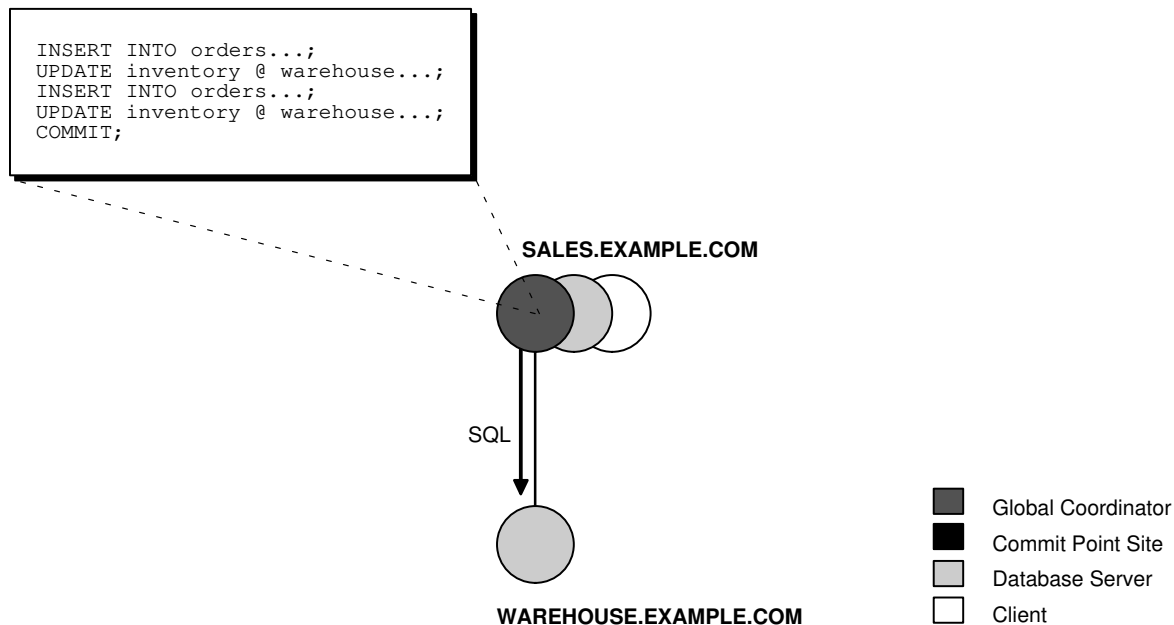 INSERT INTO orders...;
UPDATE inventory @ warehouse...;
INSERT INTO orders...;
UPDATE inventory @ warehouse...;
COMMIT;
SALES.EXAMPLE.COM
SQL
WAREHOUSE.EXAMPLE.COM
Global Coordinator
Commit Point Site
Database Server
Client